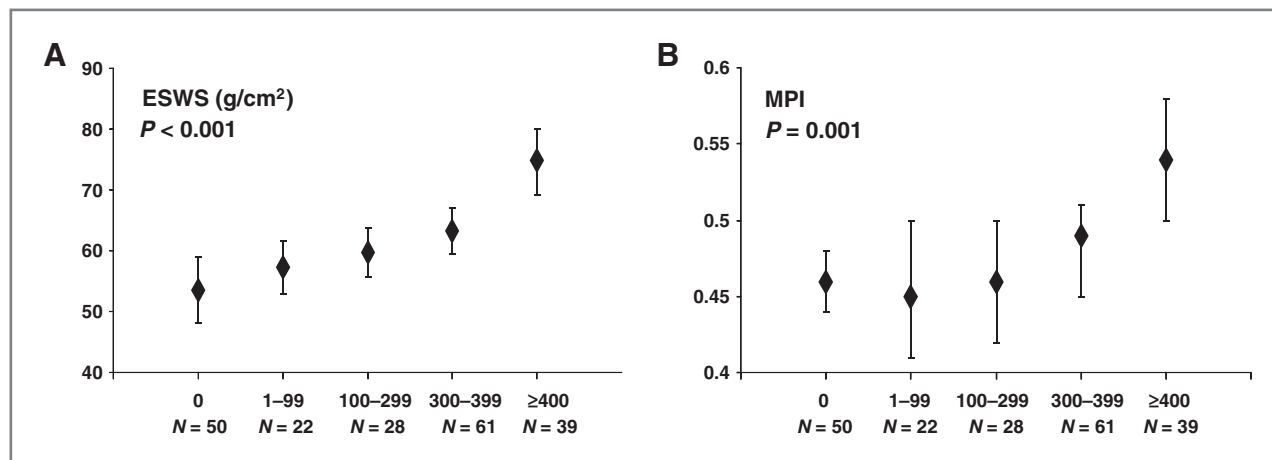 A
ESWS (g/cm²)
P < 0.001
90
80
70
60
50
40
0 1–99 100–299 300–399 ≥400
N = 50 N = 22 N = 28 N = 61 N = 39
B
MPI
P = 0.001
0.6
0.55
0.5
0.45
0.4
0 1–99 100–299 300–399 ≥400
N = 50 N = 22 N = 28 N = 61 N = 39